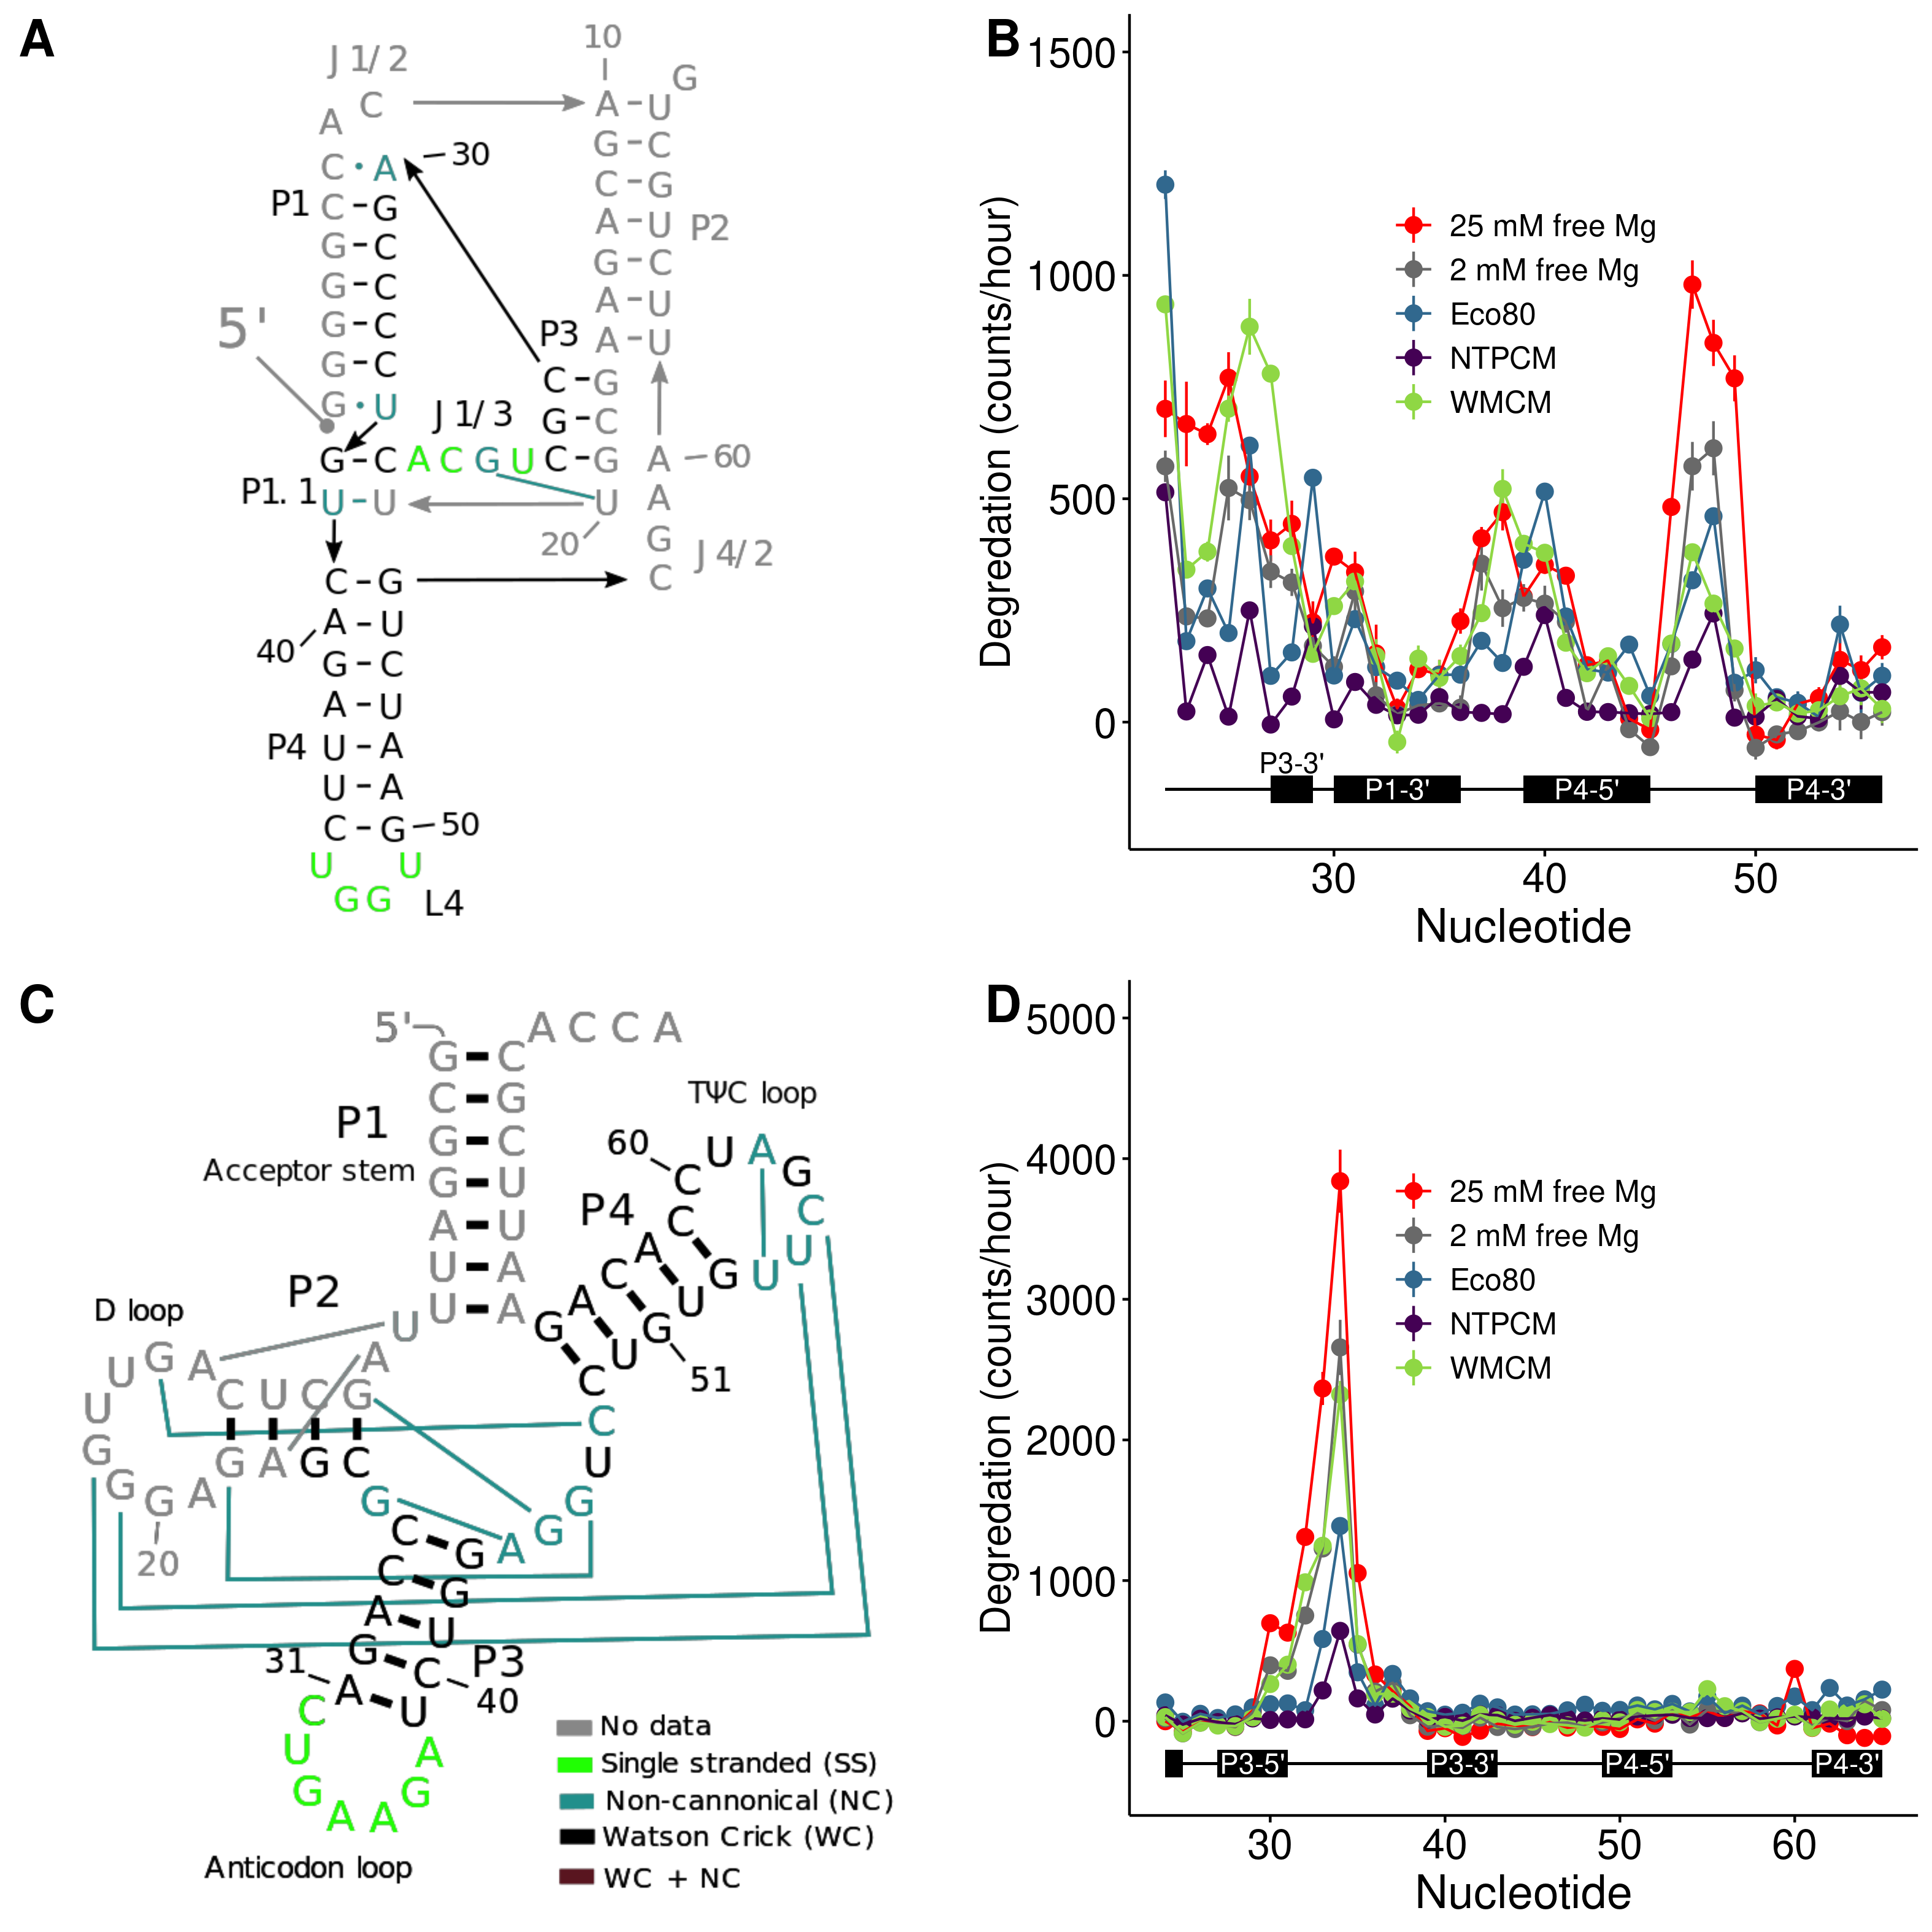 A
J 1/2
10
G
C
A – U
A
G – C
C · A – 30
C – G
P1 C – G
A – U P2
G – C
G – C
G – C
A – U
5'
G – C
P3
A – U
G – C
C – G
G · U
J 1/3
G – C
G – C A C G U C – G
A – 60
P1. 1 U – U
U
A
20
G
J 4/2
C – G
C
A – U
40
G – C
A – U
P4 U – A
U – A
C – G – 50
U U
G G L4
B
Degredation (counts/hour)
1500
1000
500
0
25 mM free Mg
2 mM free Mg
Eco80
NTPCM
WMCM
P3-3'
P1-3' P4-5' P4-3'
30 40 50
Nucleotide
C
5' A C C A
G C
C G
P1
G C
Acceptor stem
G U
A U
U A
U A
TΨC loop
60
C U A G
C
U
P4
C
A
C
A
G
G U
U
G
U
51
C
P2
D loop
U
A
U G A
C U C G
U
G
G A G C
G G A
20
C
U
G
G
A
G
C G
C G
A U
G C
31
A U
P3
40
C
U
G
A A
G
A
Anticodon loop
No data
Single stranded (SS)
Non-cannonical (NC)
Watson Crick (WC)
WC + NC
D
Degredation (counts/hour)
5000
4000
3000
2000
1000
0
25 mM free Mg
2 mM free Mg
Eco80
NTPCM
WMCM
P3-5' P3-3' P4-5' P4-3'
30 40 50 60
Nucleotide